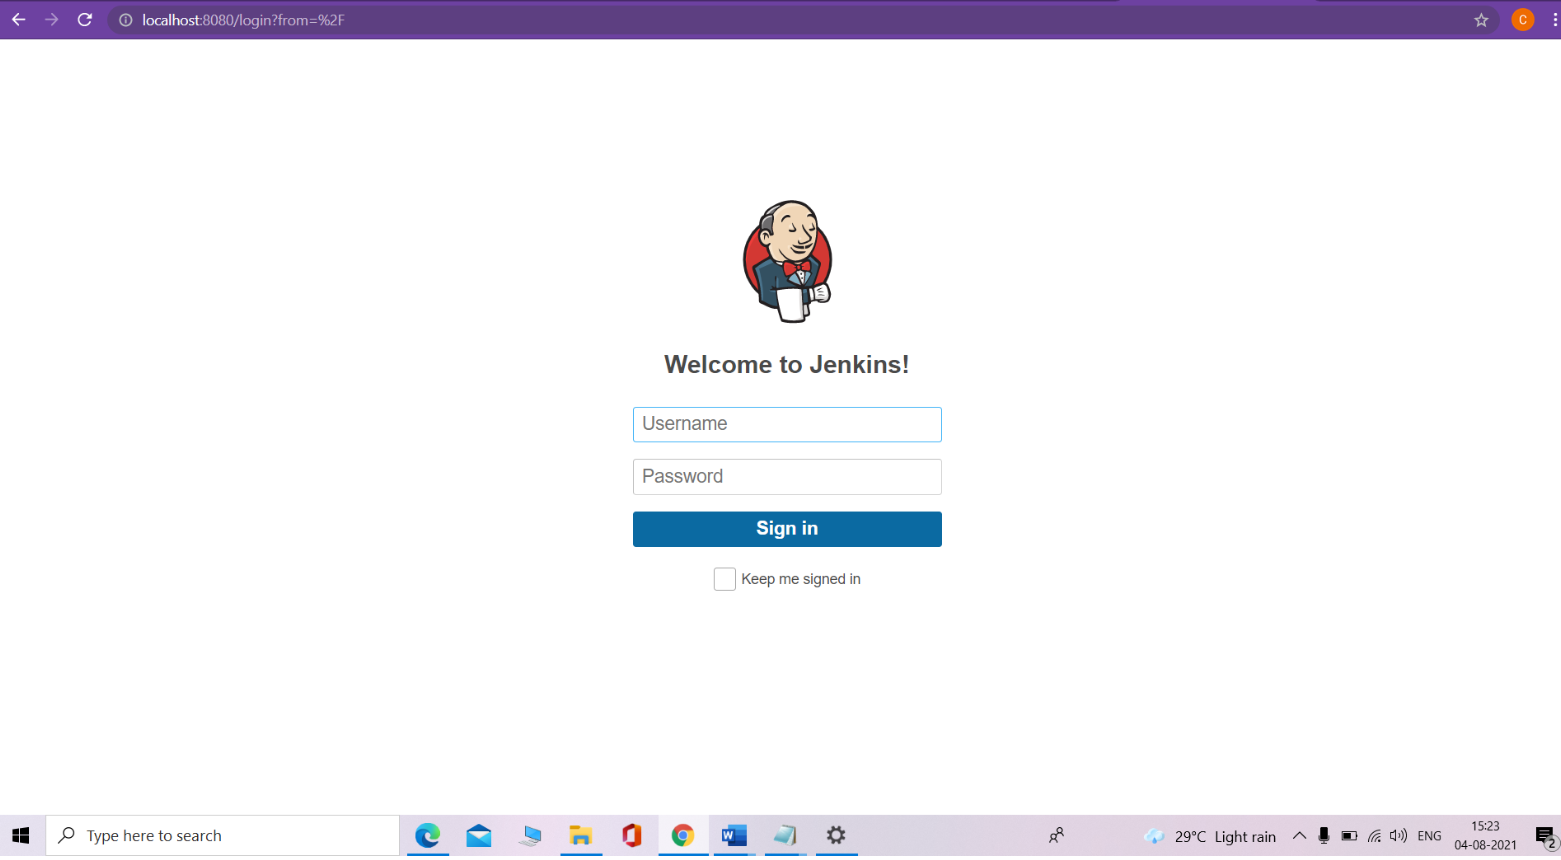 localhost:8080/login?from=%2F
C
Welcome to Jenkins!
Username
Password
Sign in
Keep me signed in
Type here to search
W
29°C Light rain
ENG
15:23
04-08-2021
2